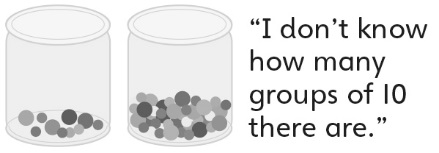 “I don’t know
how many
groups of 10
there are.”